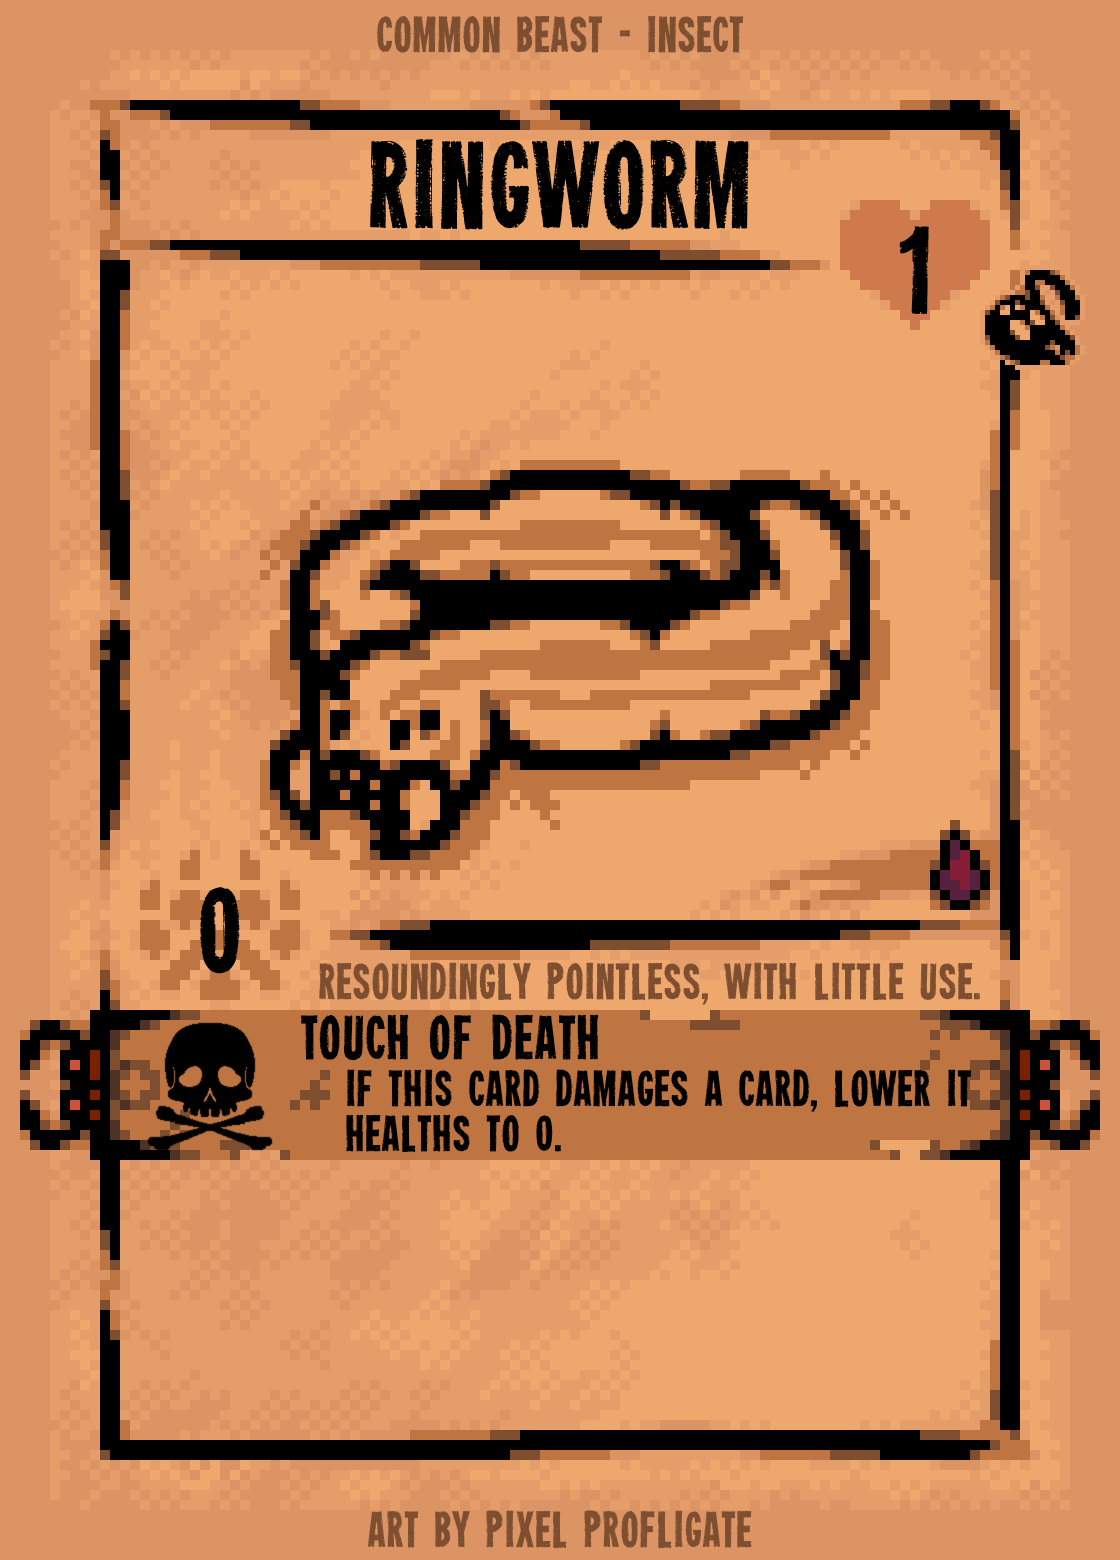 COMMON BEAST - INSECT
RINGWORM
1
0
RESOUNDINGLY POINTLESS, WITH LITTLE USE.
TOUCH OF DEATH
IF THIS CARD DAMAGES A CARD, LOWER IT
HEALTHS TO 0.
ART BY PIXEL PROFLIGATE